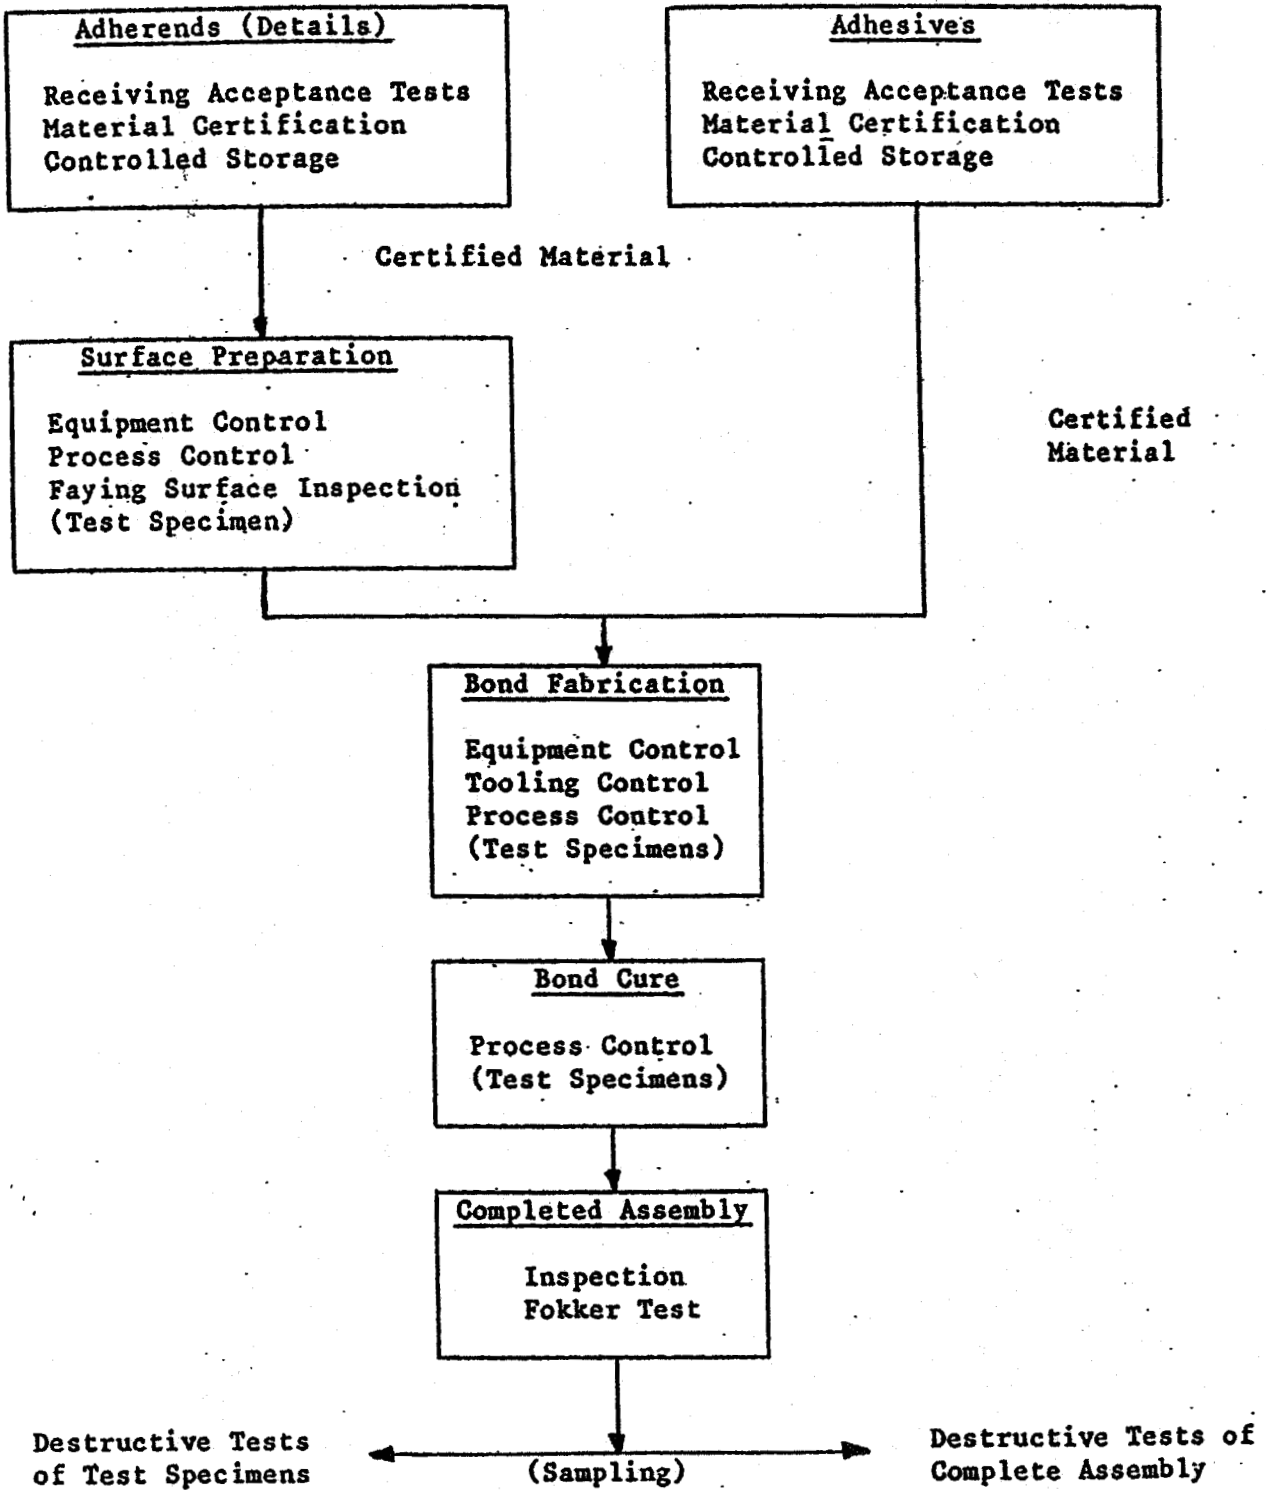 Adherends (Details)
Receiving Acceptance Tests
Material Certification
Controlled Storage
Adhesives
Receiving Acceptance Tests
Material Certification
Controlled Storage
Certified Material
Surface Preparation
Equipment Control
Process Control
Faying Surface Inspection
(Test Specimen)
Certified
Material
Bond Fabrication
Equipment Control
Tooling Control
Process Control
(Test Specimens)
Bond Cure
Process Control
(Test Specimens)
Completed Assembly
Inspection
Fokker Test
Destructive Tests
of Test Specimens
(Sampling)
Destructive Tests of
Complete Assembly